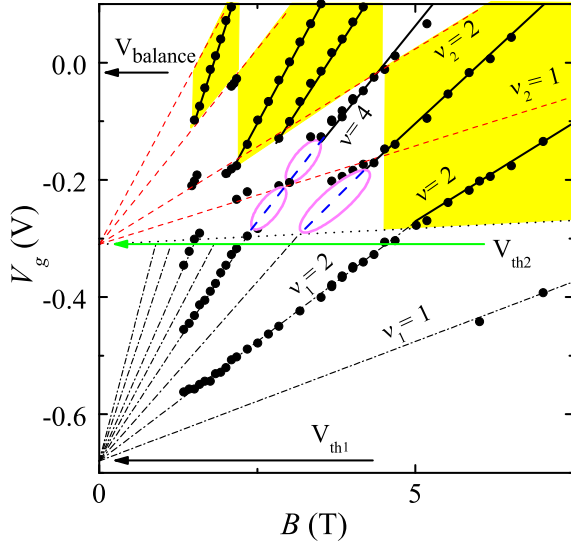 V_balance
0.0
-0.2
-0.4
-0.6
V_g (V)
ν_2=2
ν_2=1
ν=4
ν=2
V_th2
ν_1=2
ν_1=1
V_th1
0
5
B (T)